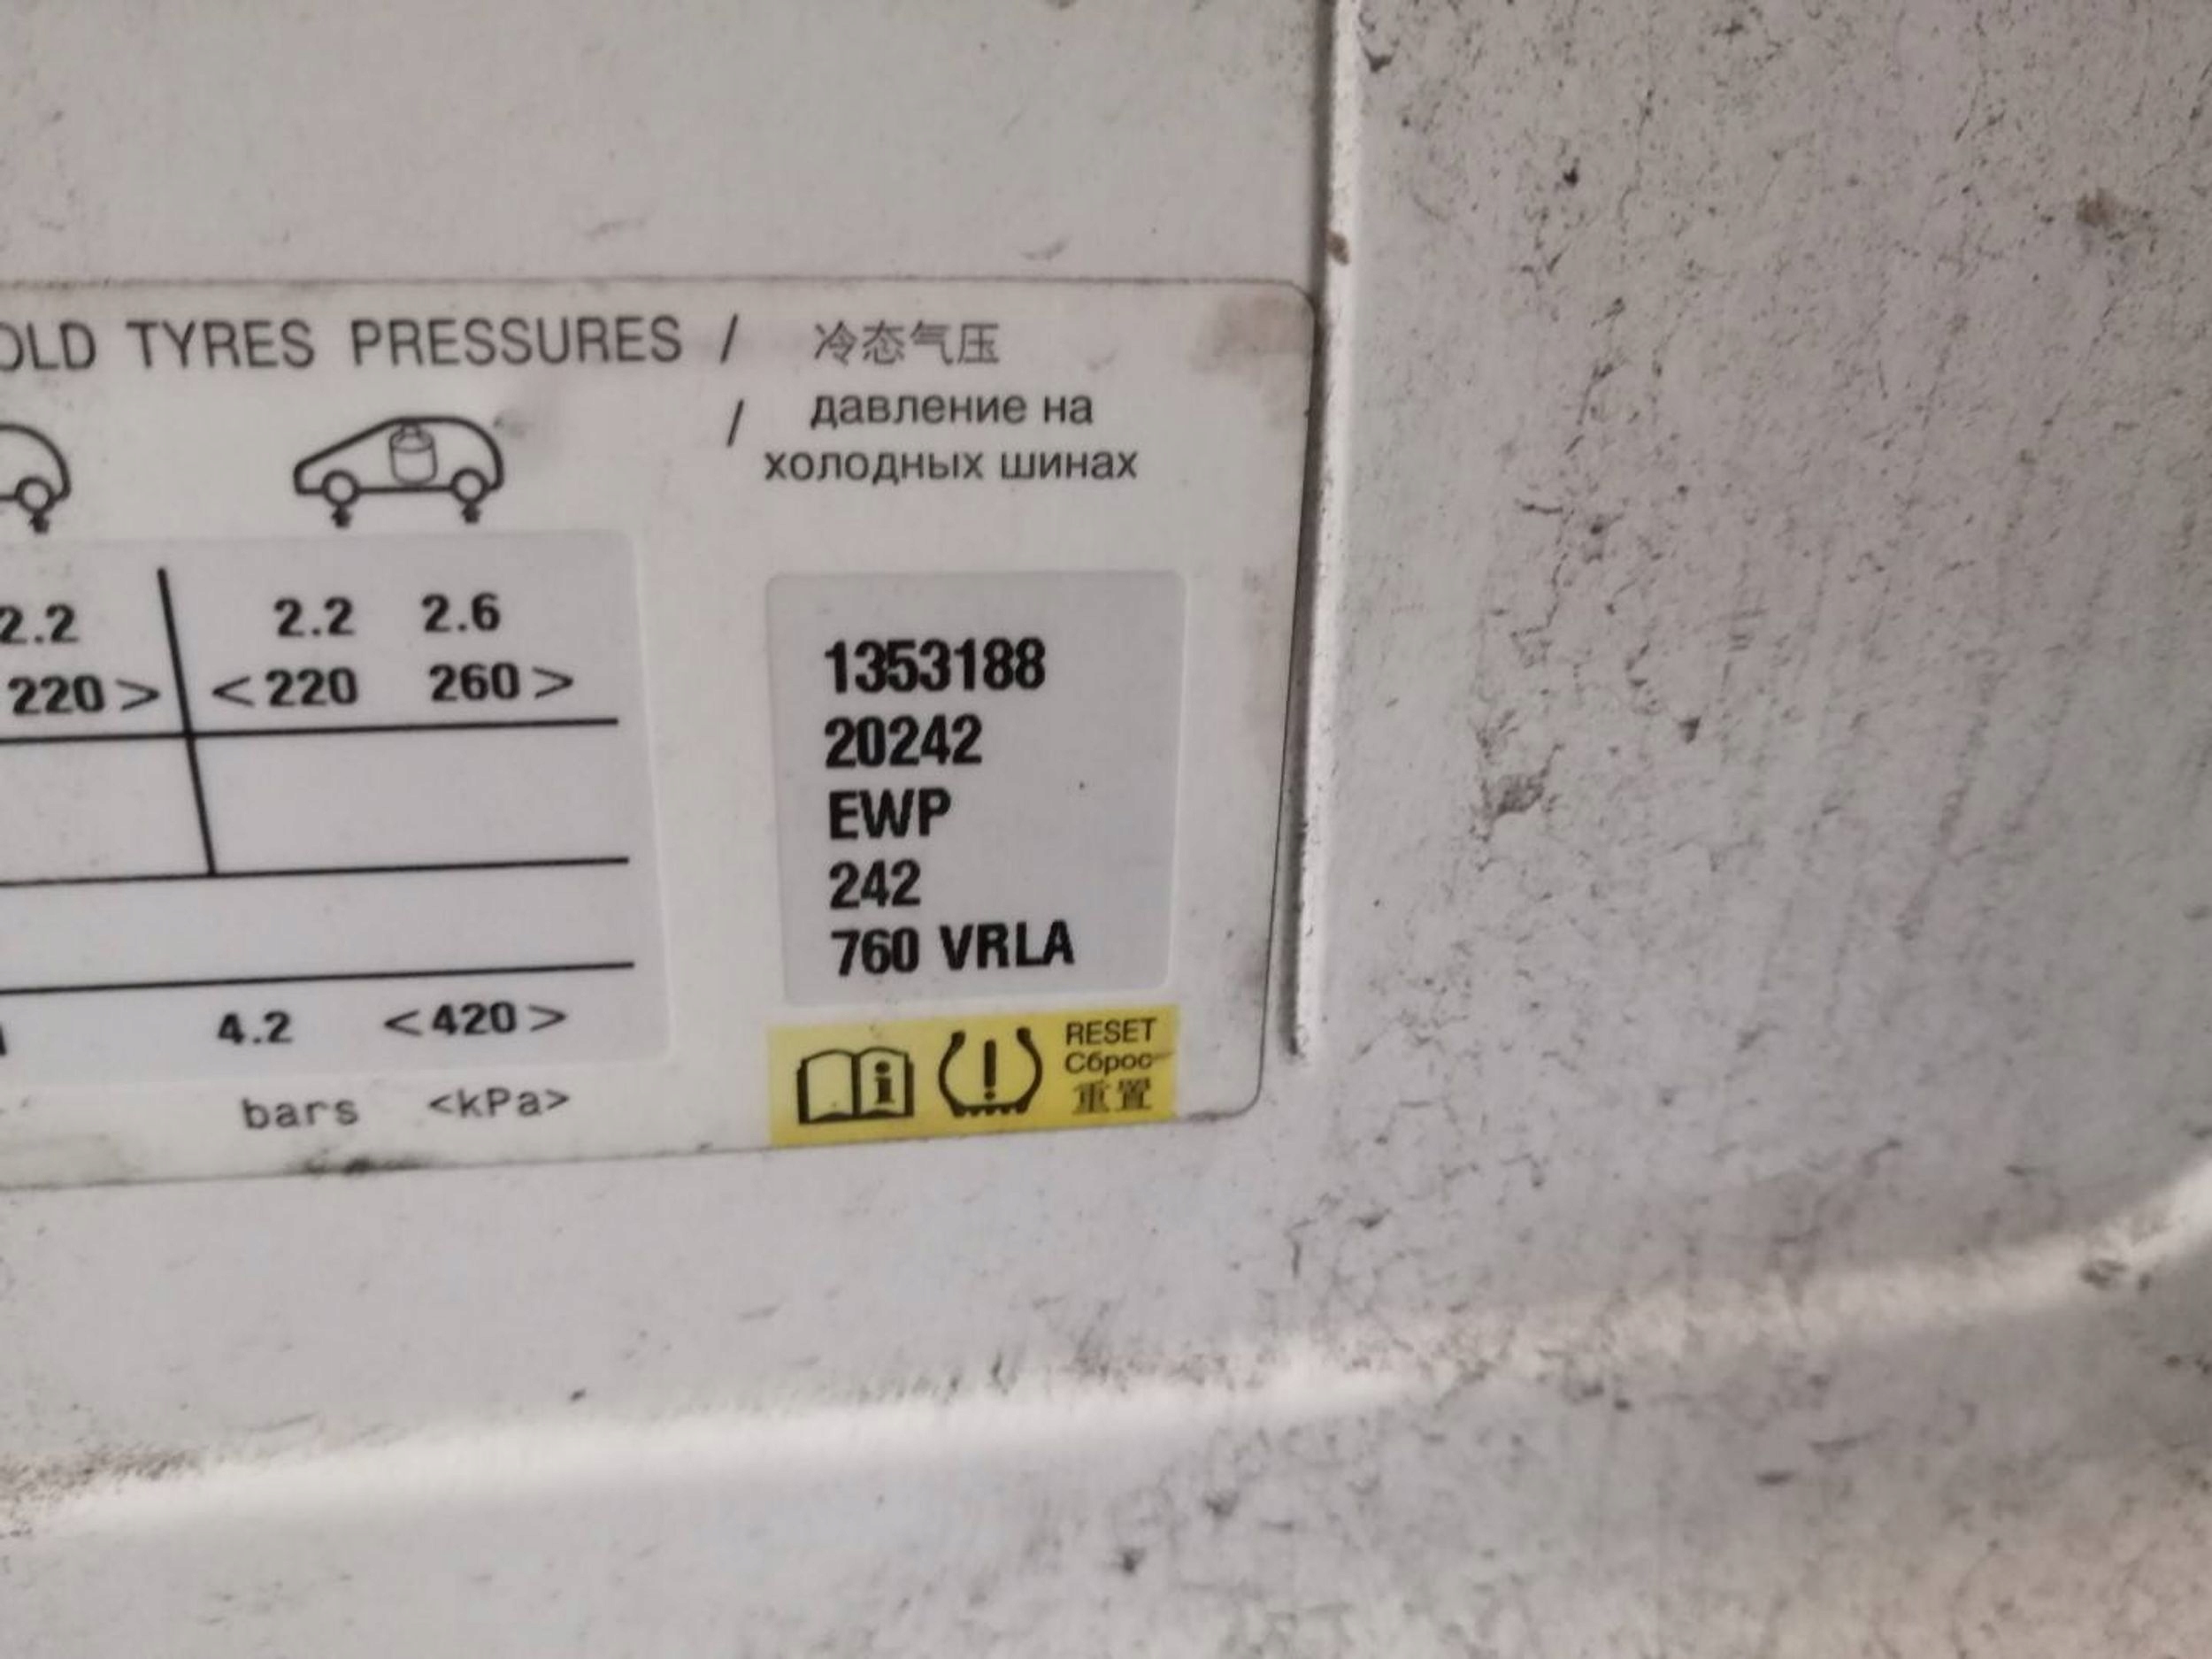 OLD TYRES PRESSURES / 冷态气压
/ давление на
холодных шинах
2.2 2.2 2.6
220> <220 260>
1353188
20242
EWP
242
760 VRLA
4.2 <420>
bars <kPa>
RESET
Сброс
重置